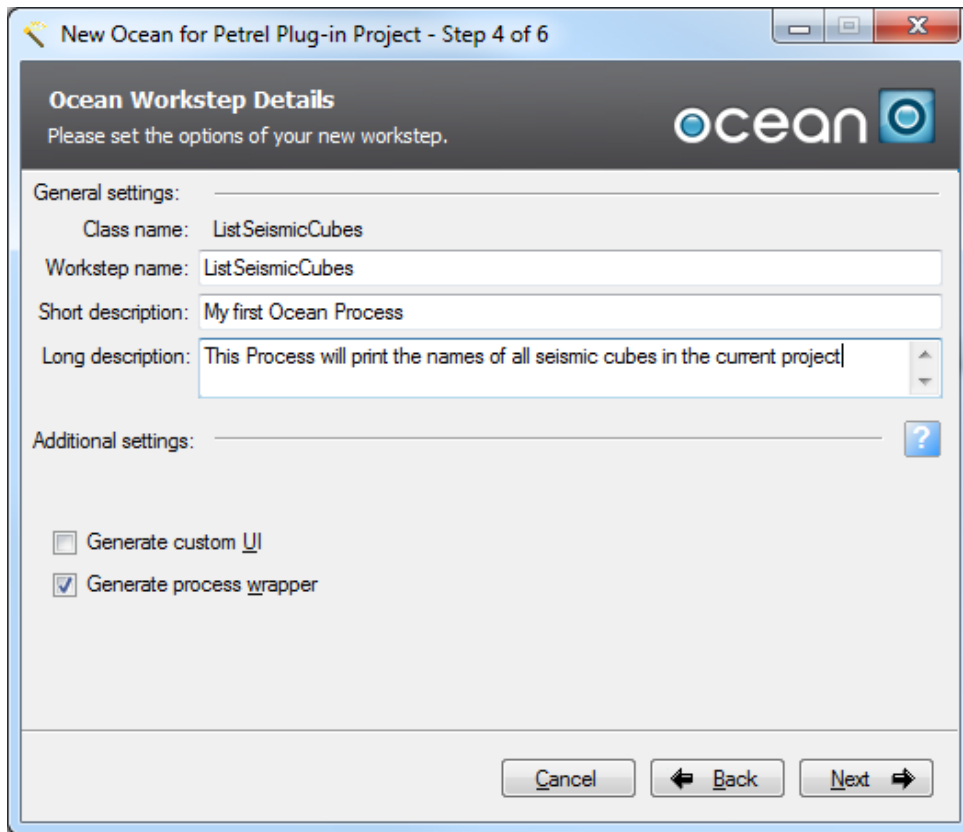 New Ocean for Petrel Plug-in Project - Step 4 of 6
Ocean Workstep Details
Please set the options of your new workstep.
ocean
General settings:
Class name: ListSeismicCubes
Workstep name: ListSeismicCubes
Short description: My first Ocean Process
Long description: This Process will print the names of all seismic cubes in the current project
Additional settings:
?
Generate custom UI
Generate process wrapper
Cancel Back Next